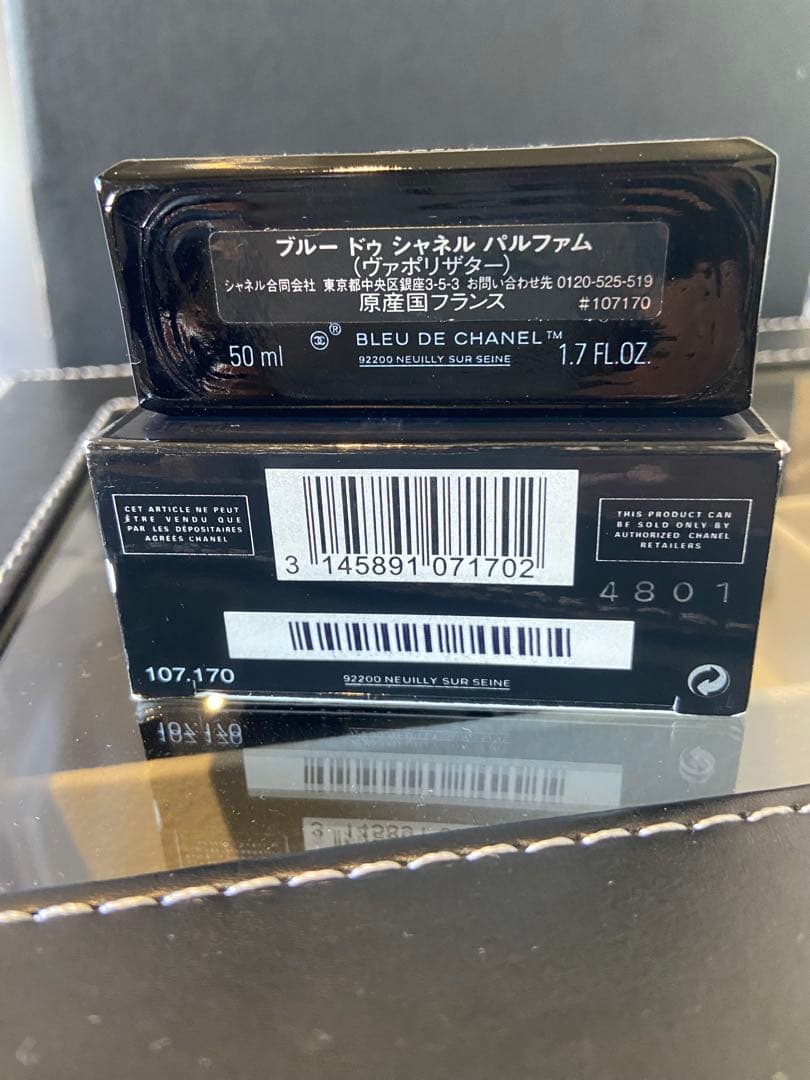 ブルー ドゥ シャネル パルファム
(ヴァポリザター)
シャネル合同会社 東京都中央区銀座3-5-3 お問い合わせ先 0120-525-519
原産国フランス #107170
® BLEU DE CHANEL™
50 ml 92200 NEUILLY SUR SEINE 1.7 FL.OZ.
CET ARTICLE NE PEUT
ÊTRE VENDU QUE
PAR LES DÉPOSITAIRES
AGRÉÉS CHANEL
3 145891 071702
THIS PRODUCT CAN
BE SOLD ONLY BY
AUTHORIZED CHANEL
RETAILERS
4801
107.170
92200 NEUILLY SUR SEINE